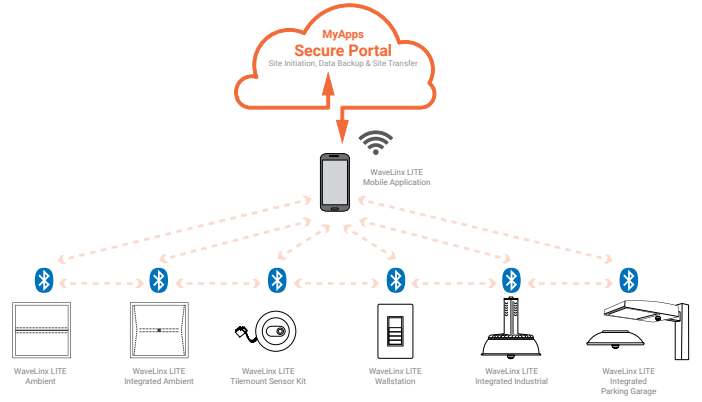 MyApps
Secure Portal
Site Initiation, Data Backup & Site Transfer
WaveLinx LITE
Mobile Application
WaveLinx LITE
Ambient
WaveLinx LITE
Integrated Ambient
WaveLinx LITE
Tilemount Sensor Kit
WaveLinx LITE
Wallstation
WaveLinx LITE
Integrated Industrial
WaveLinx LITE
Integrated
Parking Garage